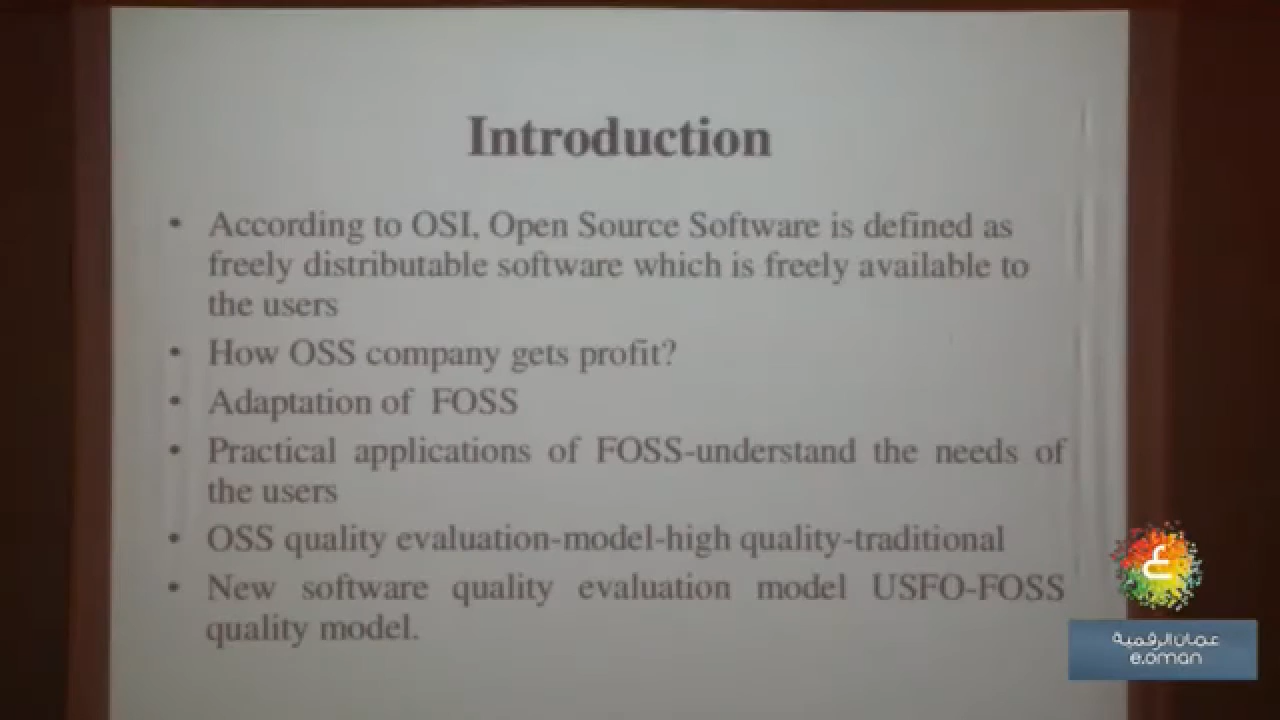 Introduction
• According to OSI, Open Source Software is defined as
freely distributable software which is freely available to
the users
• How OSS company gets profit?
• Adaptation of FOSS
• Practical applications of FOSS-understand the needs of
the users
• OSS quality evaluation-model-high quality-traditional
• New software quality evaluation model USFO-FOSS
quality model.
ع
عمان الرقمية
e.oman